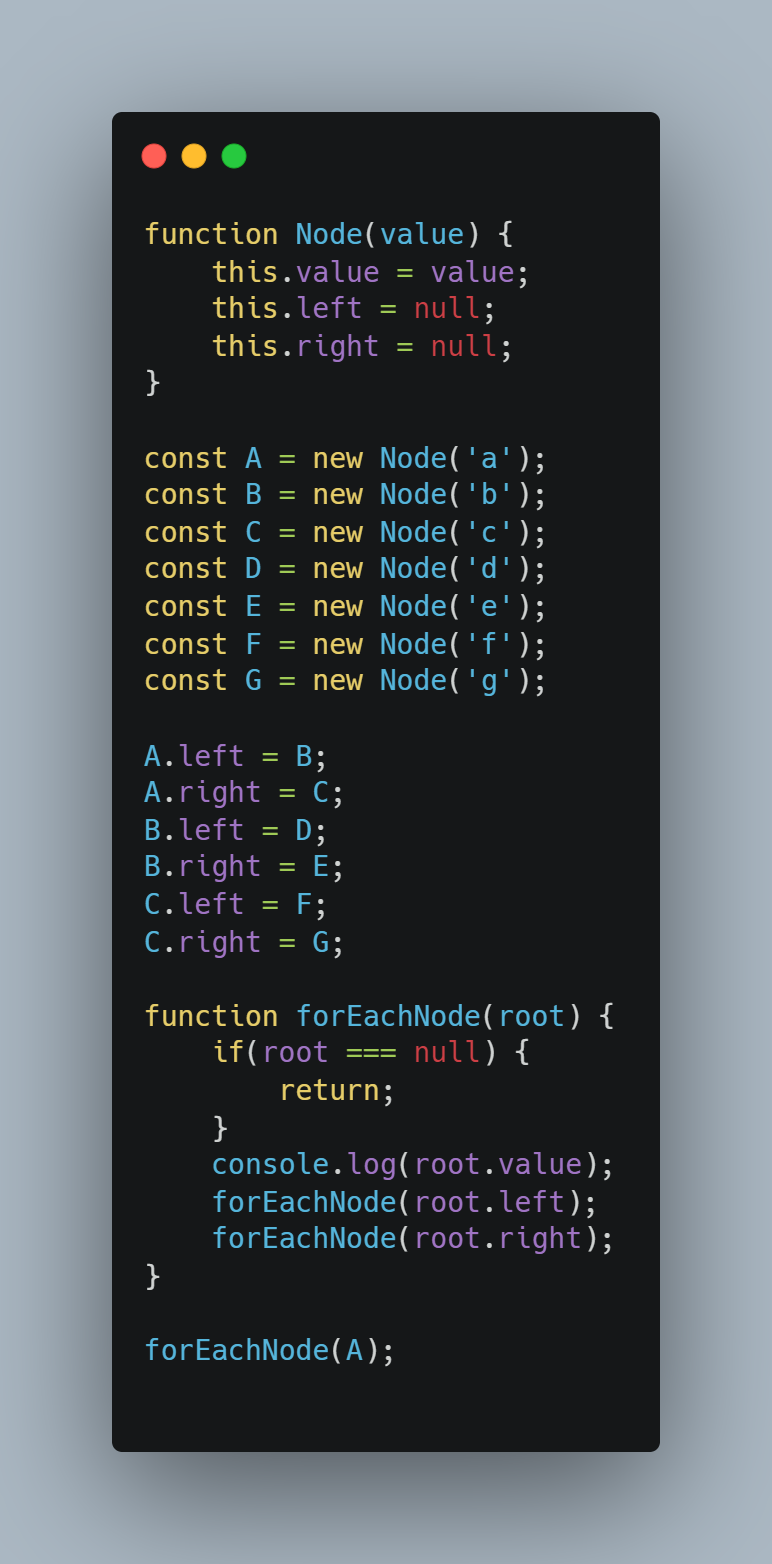 function Node(value) {
    this.value = value;
    this.left = null;
    this.right = null;
}

const A = new Node('a');
const B = new Node('b');
const C = new Node('c');
const D = new Node('d');
const E = new Node('e');
const F = new Node('f');
const G = new Node('g');

A.left = B;
A.right = C;
B.left = D;
B.right = E;
C.left = F;
C.right = G;

function forEachNode(root) {
    if(root === null) {
        return;
    }
    console.log(root.value);
    forEachNode(root.left);
    forEachNode(root.right);
}

forEachNode(A);